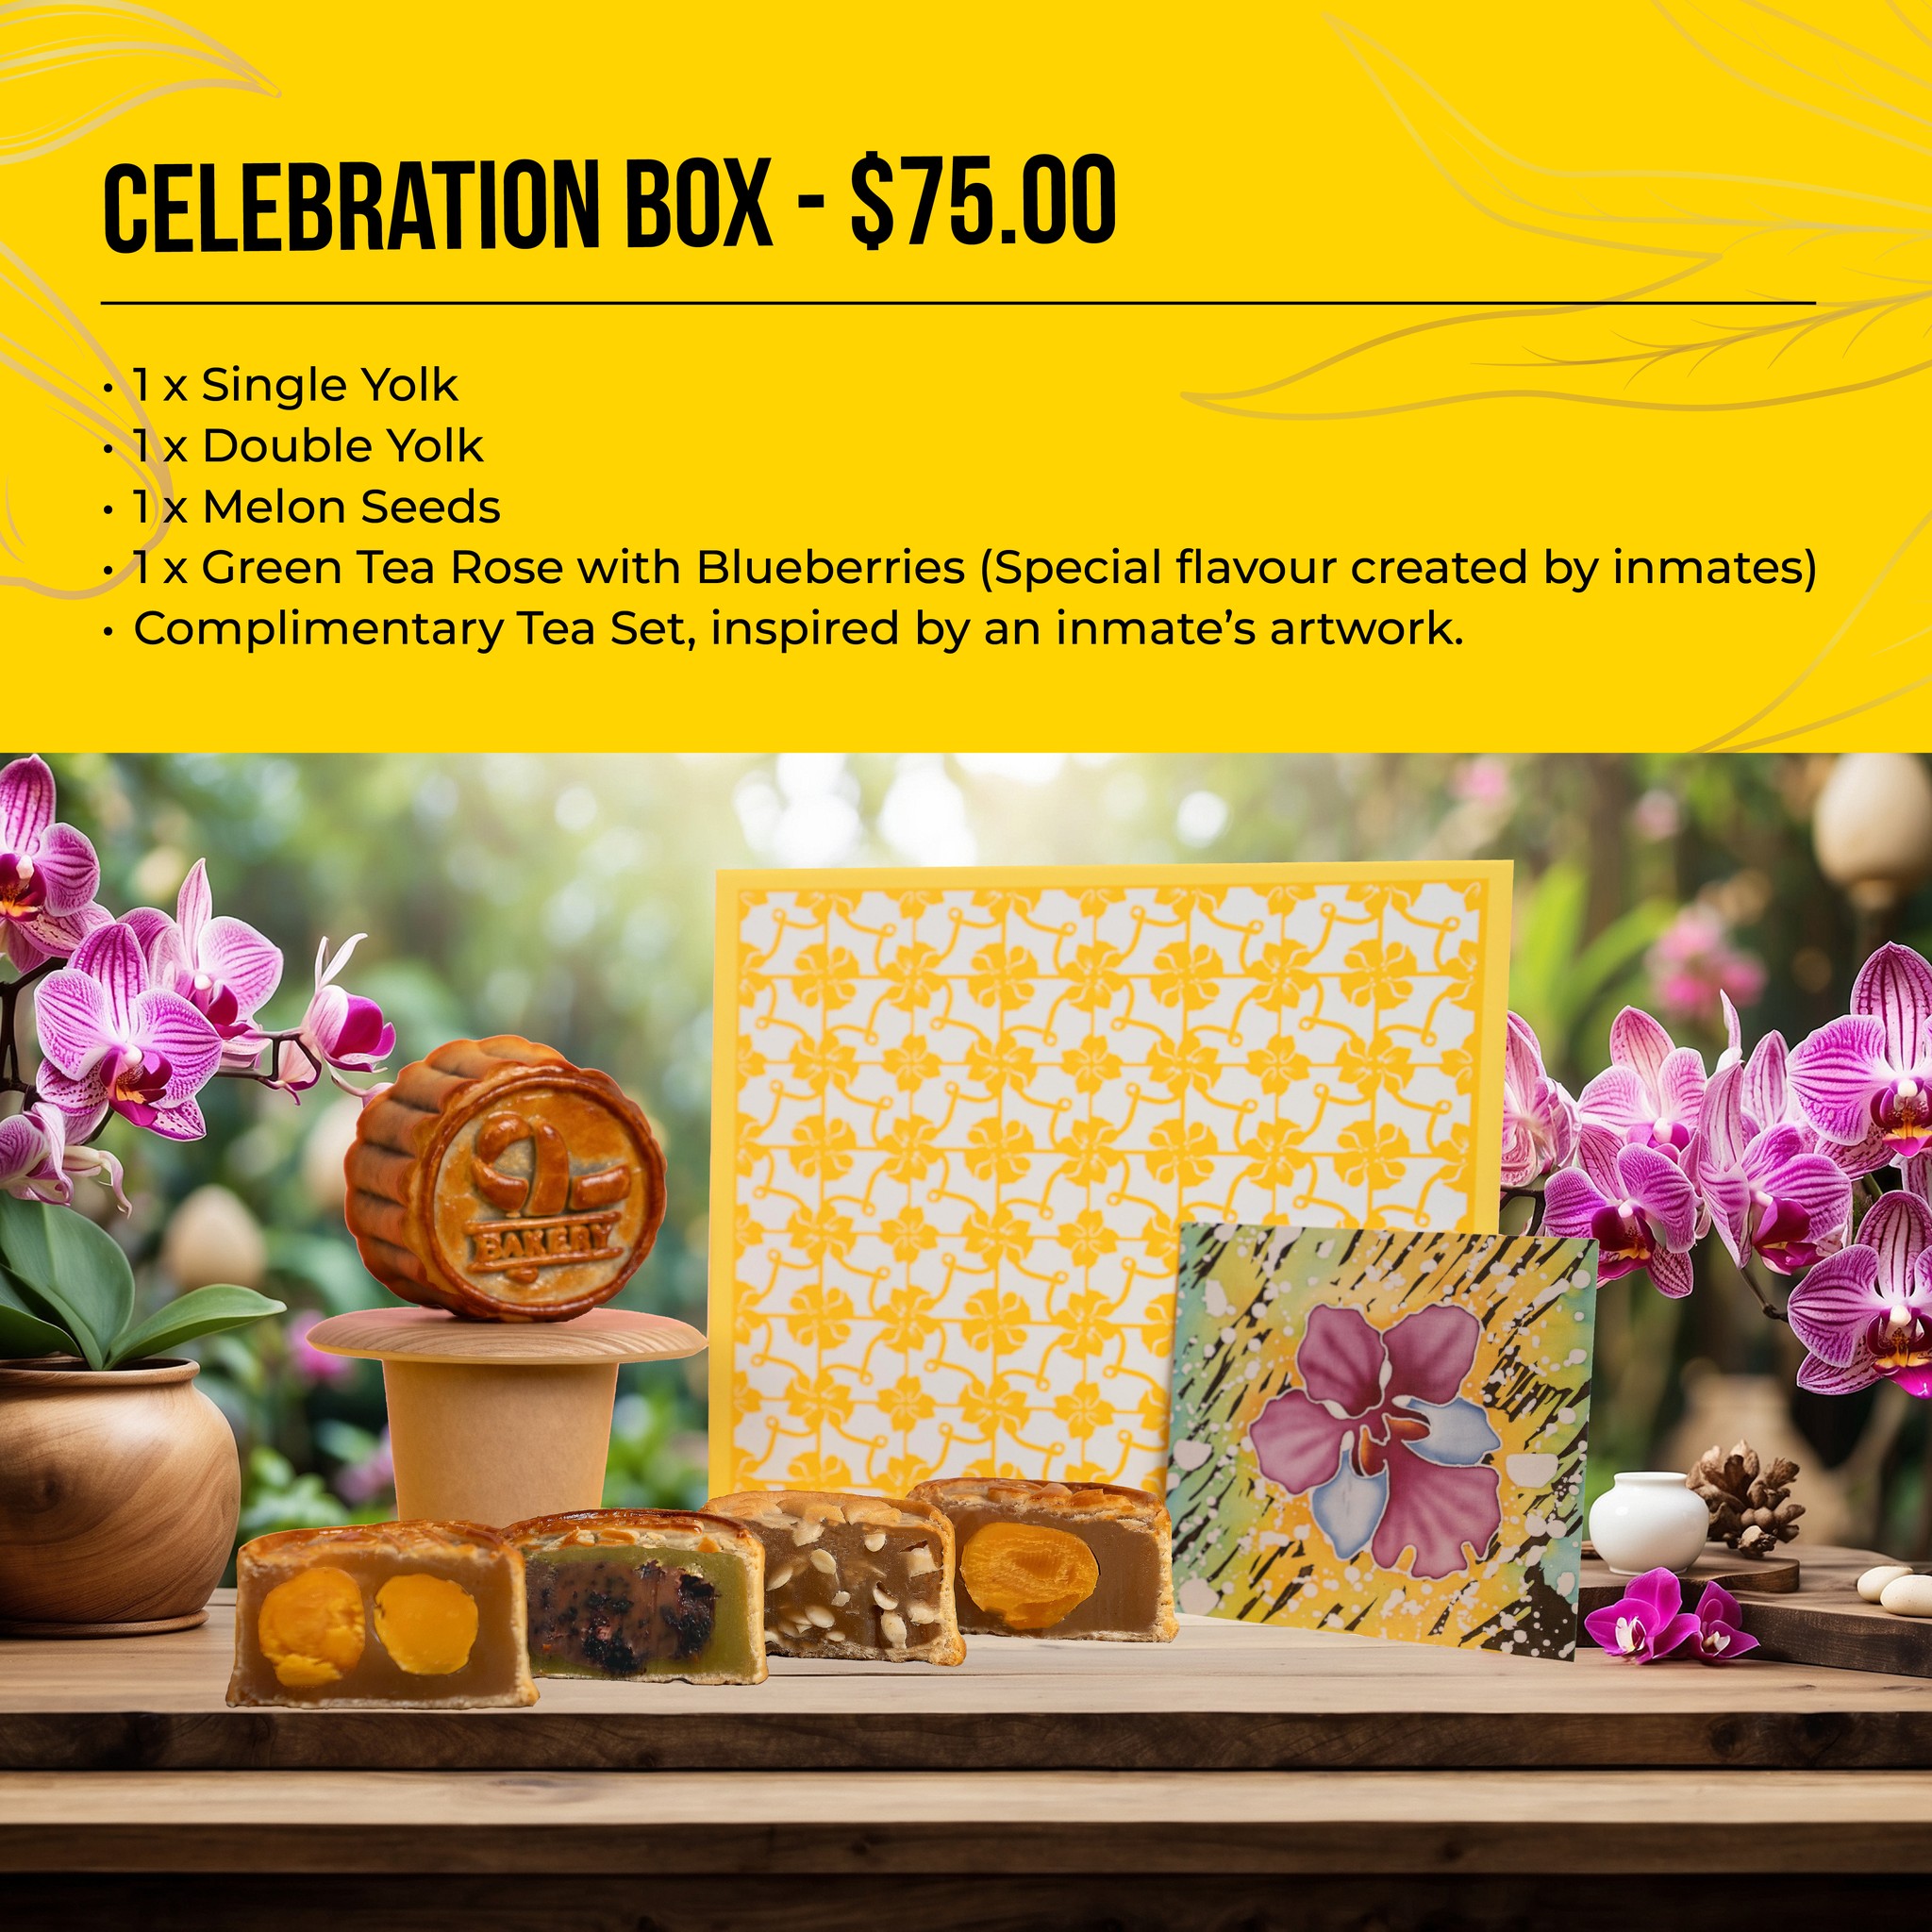 CELEBRATION BOX - $75.00
• 1 x Single Yolk
• 1 x Double Yolk
• 1 x Melon Seeds
• 1 x Green Tea Rose with Blueberries (Special flavour created by inmates)
• Complimentary Tea Set, inspired by an inmate’s artwork.
BAKERY